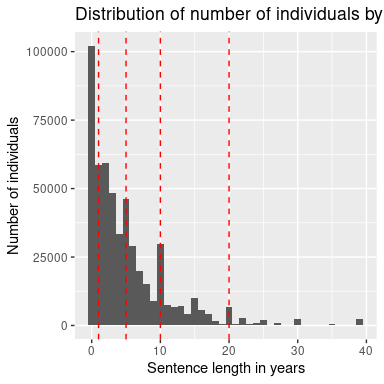 Distribution of number of individuals by
100000
75000
50000
25000
0
Number of individuals
0 10 20 30 40
Sentence length in years